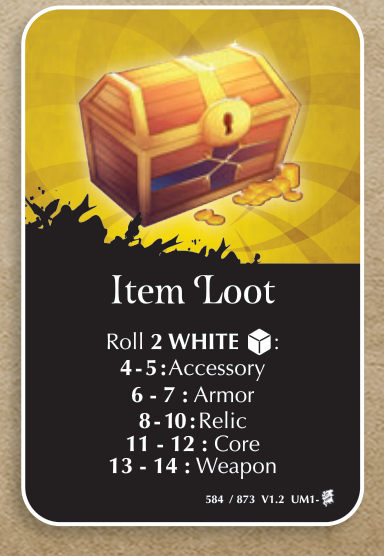 Item Loot
Roll 2 WHITE :
4-5:Accessory
6 - 7 : Armor
8-10:Relic
11 - 12 : Core
13 - 14 : Weapon
584 / 873 V1.2 UM1-